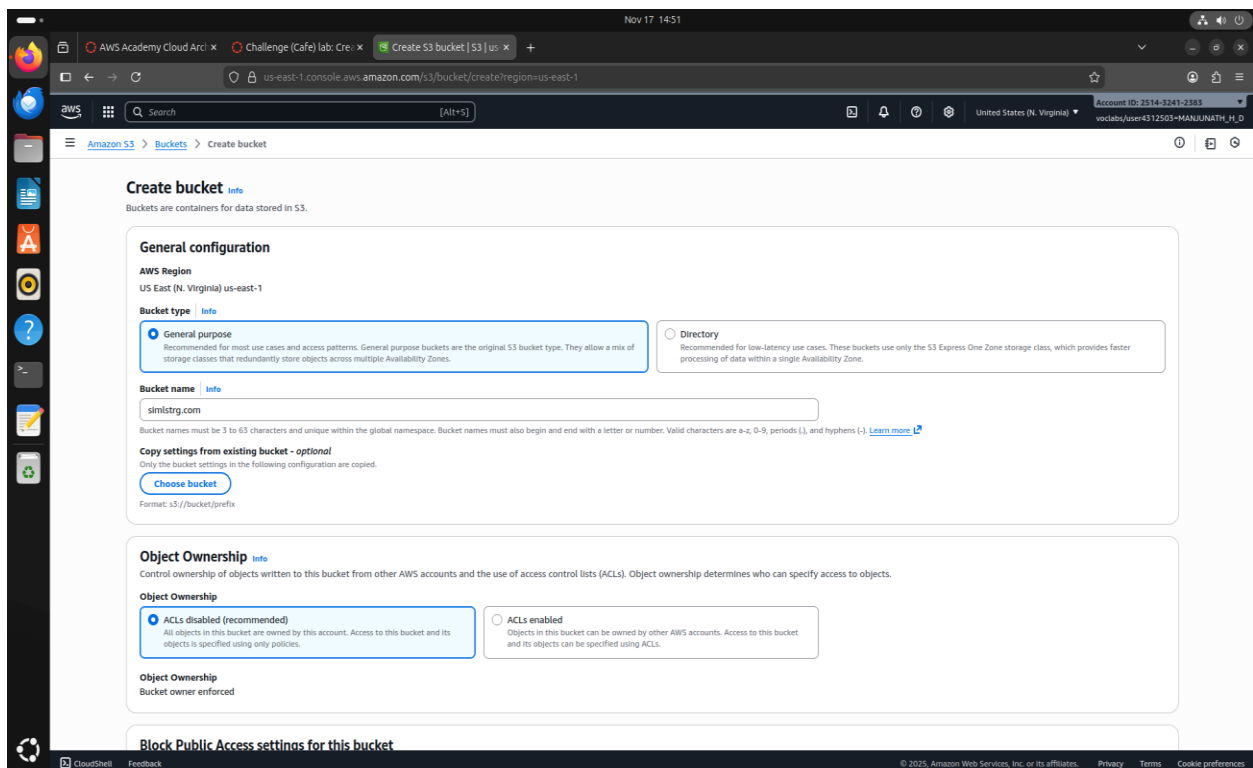 Nov 17 14:51
AWS Academy Cloud Arcl
Challenge (Cafe) lab: Crea
Create S3 bucket | S3 | us-
us-east-1.console.aws.amazon.com/s3/bucket/create?region=us-east-1
aws
Search
[Alt+S]
United States (N. Virginia)
Account ID: 2514-3241-2383
voclabs/user4312503=MANJUNATH_H_D
Amazon S3 > Buckets > Create bucket
Create bucket Info
Buckets are containers for data stored in S3.
General configuration
AWS Region
US East (N. Virginia) us-east-1
Bucket type Info
General purpose
Recommended for most use cases and access patterns. General purpose buckets are the original S3 bucket type. They allow a mix of
storage classes that redundantly store objects across multiple Availability Zones.
Directory
Recommended for low-latency use cases. These buckets use only the S3 Express One Zone storage class, which provides faster
processing of data within a single Availability Zone.
Bucket name Info
simlstrg.com
Bucket names must be 3 to 63 characters and unique within the global namespace. Bucket names must also begin and end with a letter or number. Valid characters are a-z, 0-9, periods (.), and hyphens (-). Learn more
Copy settings from existing bucket - optional
Only the bucket settings in the following configuration are copied.
Choose bucket
Format: s3://bucket/prefix
Object Ownership Info
Control ownership of objects written to this bucket from other AWS accounts and the use of access control lists (ACLs). Object ownership determines who can specify access to objects.
Object Ownership
ACLs disabled (recommended)
All objects in this bucket are owned by this account. Access to this bucket and its
objects is specified using only policies.
ACLs enabled
Objects in this bucket can be owned by other AWS accounts. Access to this bucket
and its objects can be specified using ACLs.
Object Ownership
Bucket owner enforced
Block Public Access settings for this bucket
CloudShell Feedback
© 2025, Amazon Web Services, Inc. or its affiliates. Privacy Terms Cookie preferences